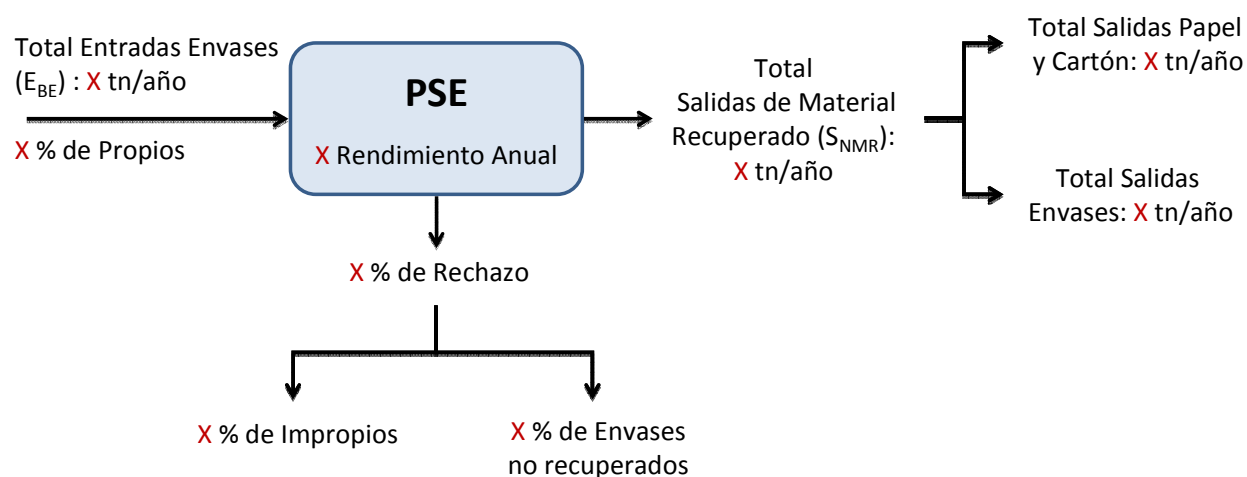 Total Entradas Envases
(E_BE) : X tn/año
X % de Propios
PSE
X Rendimiento Anual
Total
Salidas de Material
Recuperado (S_NMR):
X tn/año
Total Salidas Papel
y Cartón: X tn/año
Total Salidas
Envases: X tn/año
X % de Rechazo
X % de Impropios
X % de Envases
no recuperados